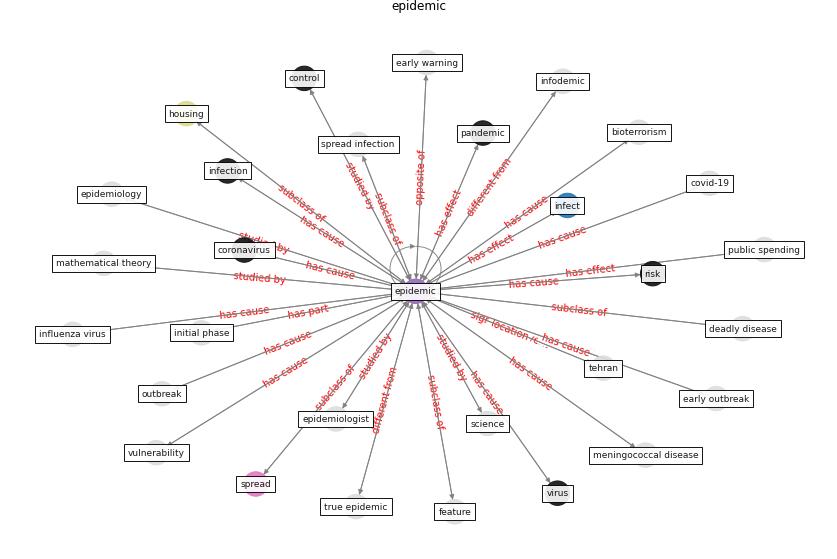 epidemic
early warning
control
infodemic
housing
pandemic
bioterrorism
spread infection
infection
covid-19
epidemiology
infect
coronavirus
public spending
mathematical theory
risk
epidemic
influenza virus
initial phase
deadly disease
tehran
outbreak
early outbreak
epidemiologist
science
vulnerability
meningococcal disease
spread
virus
true epidemic
feature
opposite of
studied by
subclass of
has effect
different from
has cause
subclass of
has cause
has effect
has cause
studied by
has cause
has effect
has cause
studied by
has cause
has part
subclass of
has cause
has cause
has cause
has cause
studied by
subclass of
different from
subclass of
studied by
has cause